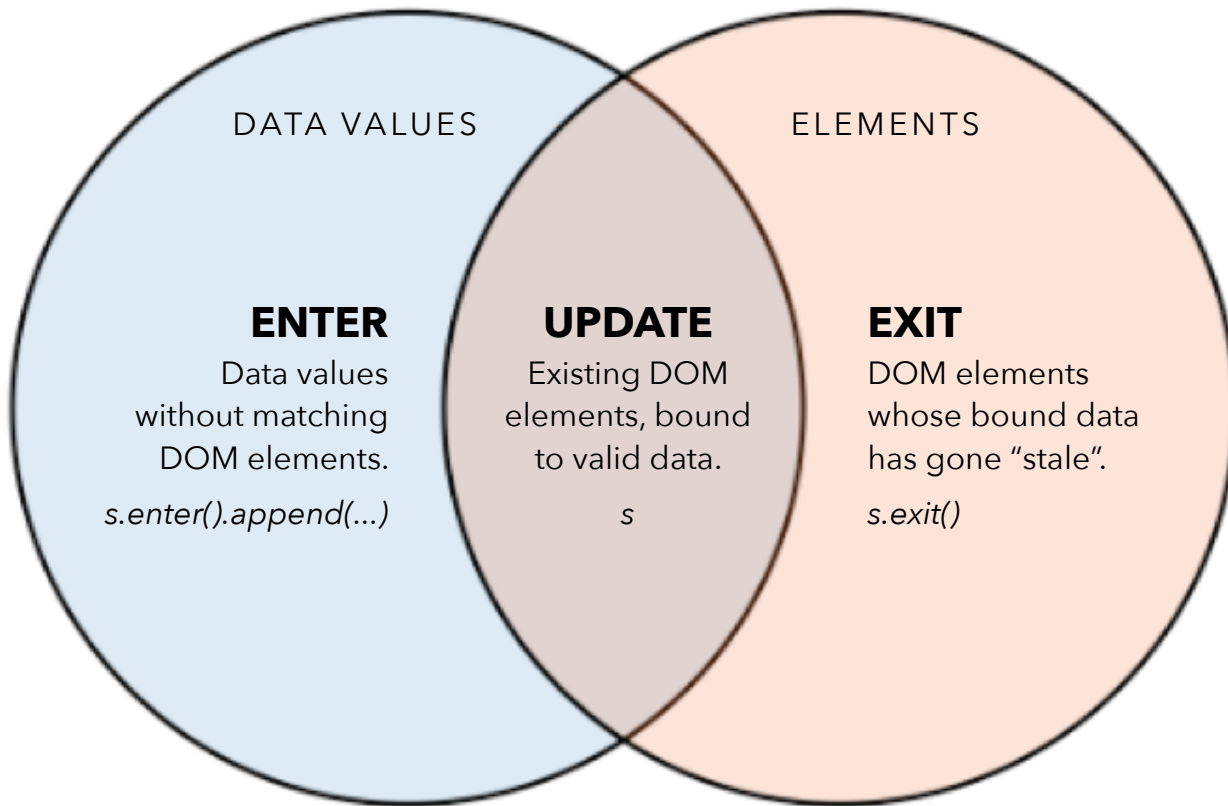 DATA VALUES
ELEMENTS
ENTER
Data values
without matching
DOM elements.
s.enter().append(...)
UPDATE
Existing DOM
elements, bound
to valid data.
s
EXIT
DOM elements
whose bound data
has gone “stale”.
s.exit()